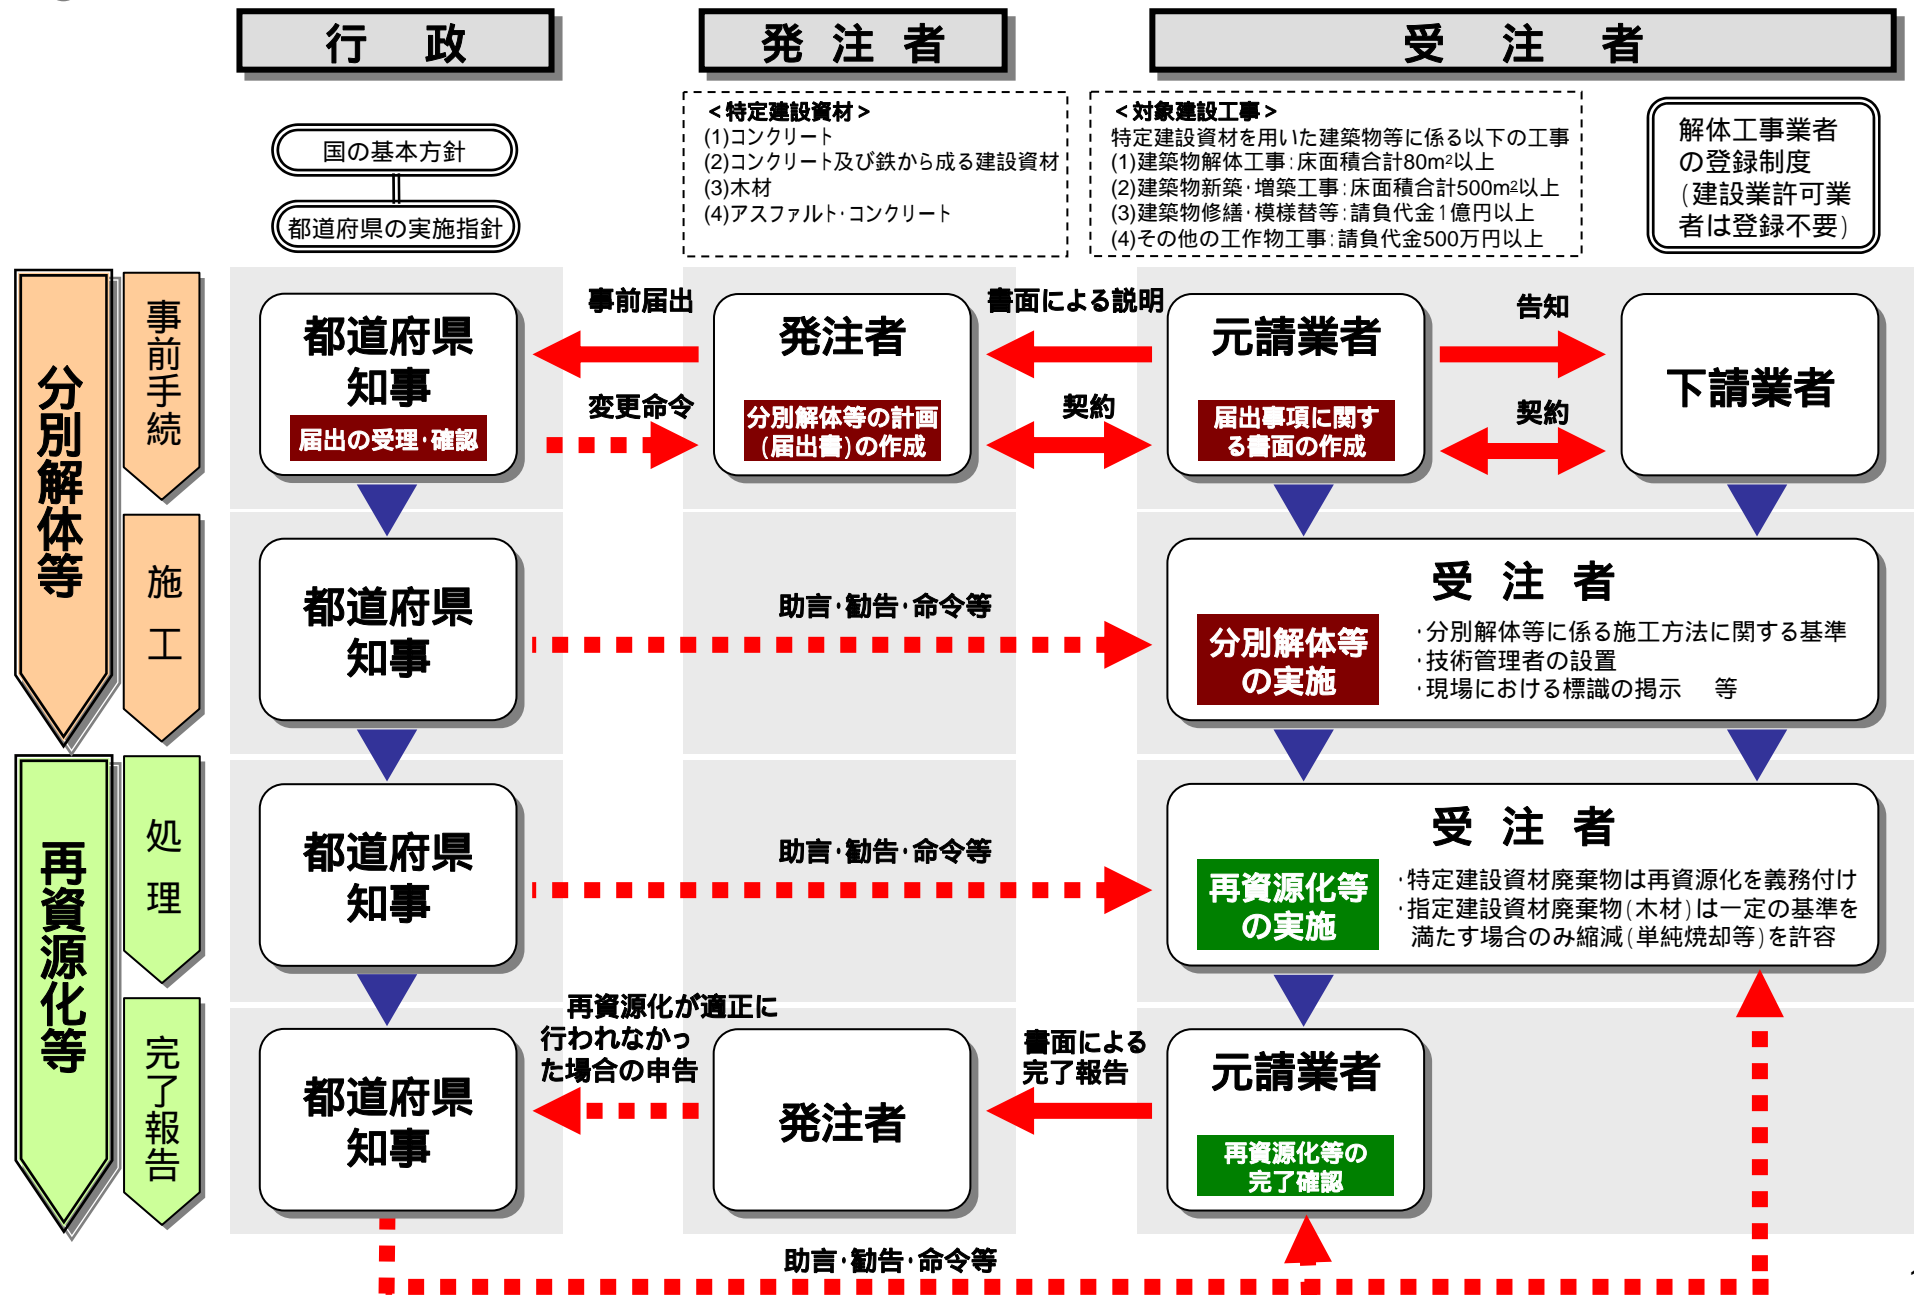 行　政
発 注 者
受　注　者
国の基本方針
都道府県の実施指針
＜特定建設資材＞
(1)コンクリート
(2)コンクリート及び鉄から成る建設資材
(3)木材
(4)アスファルト・コンクリート
＜対象建設工事＞
特定建設資材を用いた建築物等に係る以下の工事
(1)建築物解体工事：床面積合計80m²以上
(2)建築物新築・増築工事：床面積合計500m²以上
(3)建築物修繕・模様替等：請負代金1億円以上
(4)その他の工作物工事：請負代金500万円以上
解体工事業者
の登録制度
(建設業許可業
者は登録不要)
分別解体等
事前手続
都道府県
知事
届出の受理・確認
事前届出
変更命令
発注者
分別解体等の計画
(届出書)の作成
書面による説明
契約
元請業者
届出事項に関す
る書面の作成
告知
契約
下請業者
施工
都道府県
知事
助言・勧告・命令等
受 注 者
分別解体等
の実施
・分別解体等に係る施工方法に関する基準
・技術管理者の設置
・現場における標識の掲示　等
再資源化等
処理
都道府県
知事
助言・勧告・命令等
受 注 者
再資源化等
の実施
・特定建設資材廃棄物は再資源化を義務付け
・指定建設資材廃棄物(木材)は一定の基準を
満たす場合のみ縮減(単純焼却等)を許容
完了報告
都道府県
知事
再資源化が適正に
行われなかっ
た場合の申告
発注者
書面による
完了報告
元請業者
再資源化等の
完了確認
助言・勧告・命令等